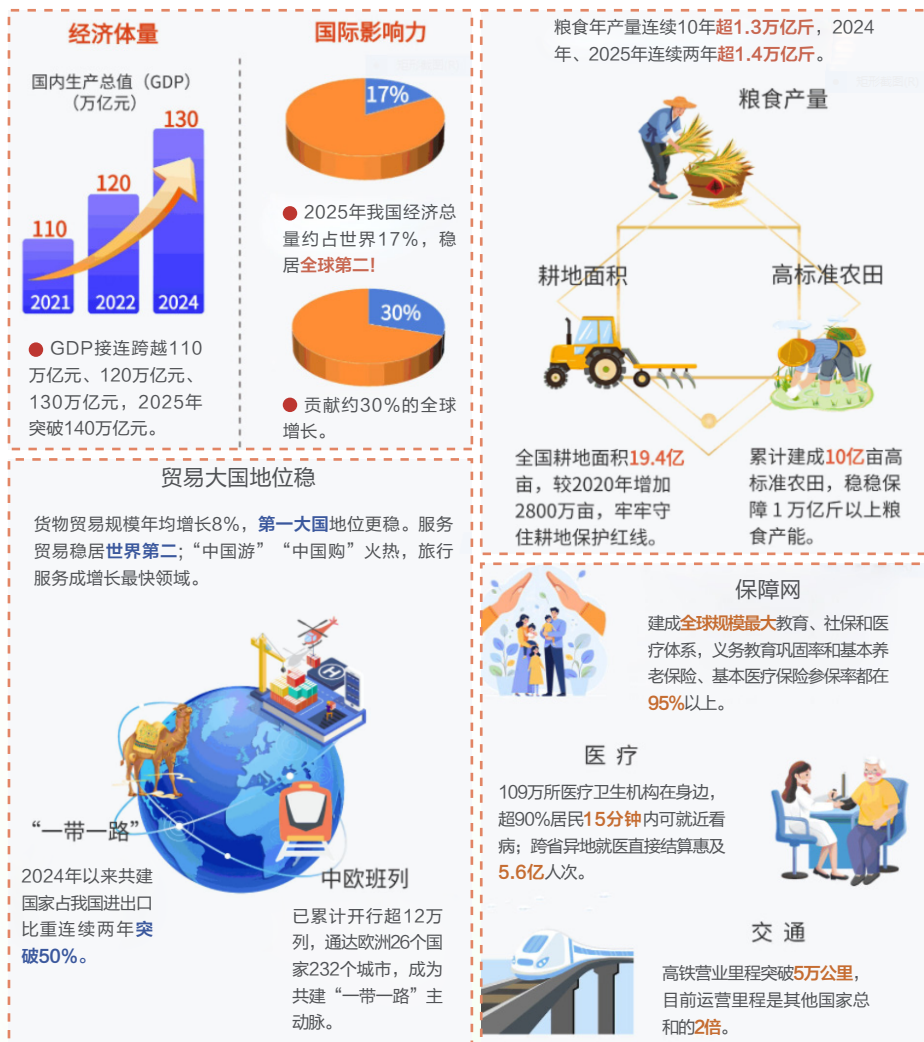 经济体量
国内生产总值（GDP）
（万亿元）
110
120
130
2021
2022
2024
● GDP接连跨越110
万亿元、120万亿元、
130万亿元，2025年
突破140万亿元。
国际影响力
17%
● 2025年我国经济总
量约占世界17%，稳
居全球第二！
30%
● 贡献约30%的全球
增长。
粮食年产量连续10年超1.3万亿斤，2024
年、2025年连续两年超1.4万亿斤。
粮食产量
耕地面积
高标准农田
全国耕地面积19.4亿
亩，较2020年增加
2800万亩，牢牢守
住耕地保护红线。
累计建成10亿亩高
标准农田，稳稳保
障1万亿斤以上粮
食产能。
贸易大国地位稳
货物贸易规模年均增长8%，第一大国地位更稳。服务
贸易稳居世界第二；“中国游”“中国购”火热，旅行
服务成增长最快领域。
“一带一路”
2024年以来共建
国家占我国进出口
比重连续两年突
破50%。
中欧班列
已累计开行超12万
列，通达欧洲26个国
家232个城市，成为
共建“一带一路”主
动脉。
保障网
建成全球规模最大教育、社保和医
疗体系，义务教育巩固率和基本养
老保险、基本医疗保险参保率都在
95%以上。
医 疗
109万所医疗卫生机构在身边，
超90%居民15分钟内可就近看
病；跨省异地就医直接结算惠及
5.6亿人次。
交 通
高铁营业里程突破5万公里，
目前运营里程是其他国家总
和的2倍。